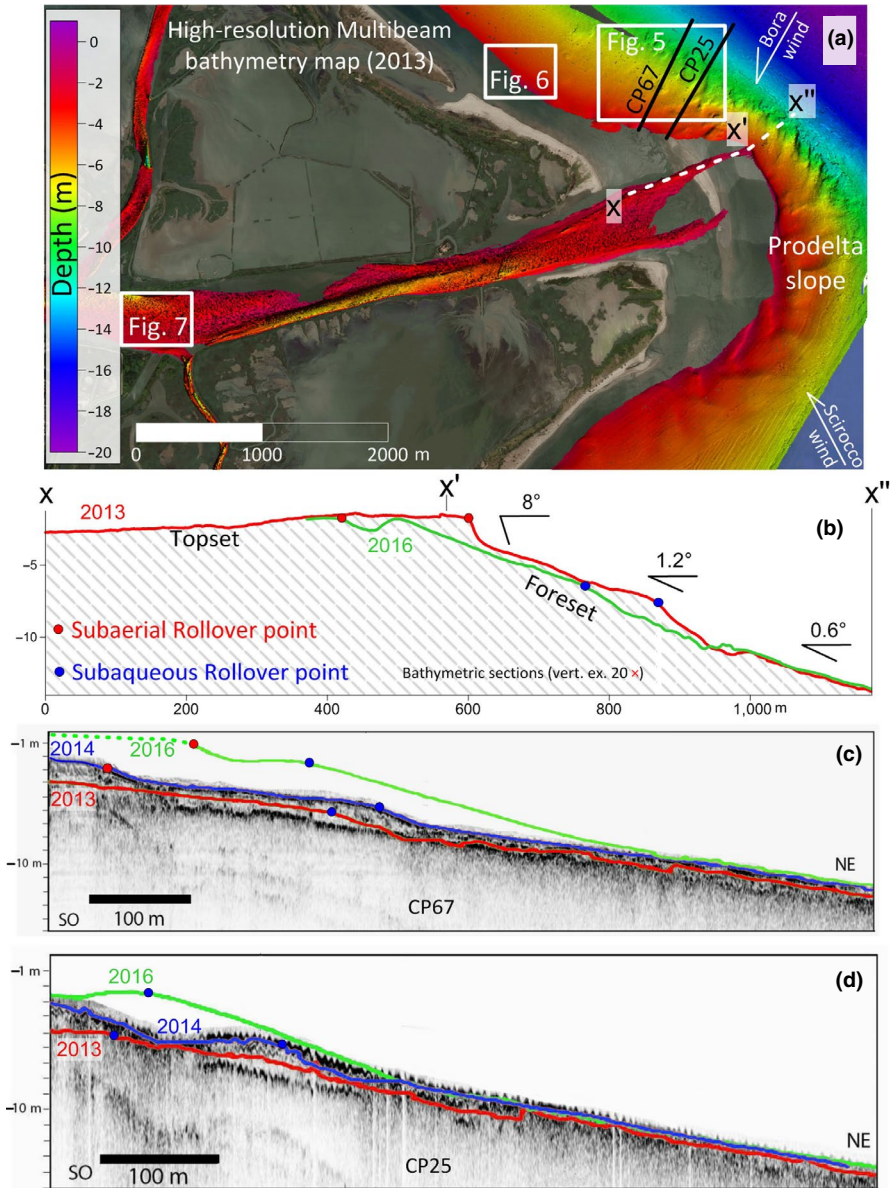 High-resolution Multibeam
bathymetry map (2013)
(a)
Bora
wind
Fig. 5
CP67
CP25
Fig. 6
X"
X'
X
Prodelta
slope
Scirocco
wind
Fig. 7
Depth (m)
0
−2
−4
−6
−8
−10
−12
−14
−16
−18
−20
0 1000 2000 m
X X' X"
(b)
2013
Topset
2016
8°
1.2°
0.6°
Foreset
−5
−10
Subaerial Rollover point
Subaqueous Rollover point
Bathymetric sections (vert. ex. 20 ×)
0 200 400 600 800 1,000 m
(c)
−1 m
2016
2014
2013
−10 m
NE
100 m
SO
CP67
(d)
−1 m
2016
2014
2013
−10 m
NE
SO
100 m
CP25